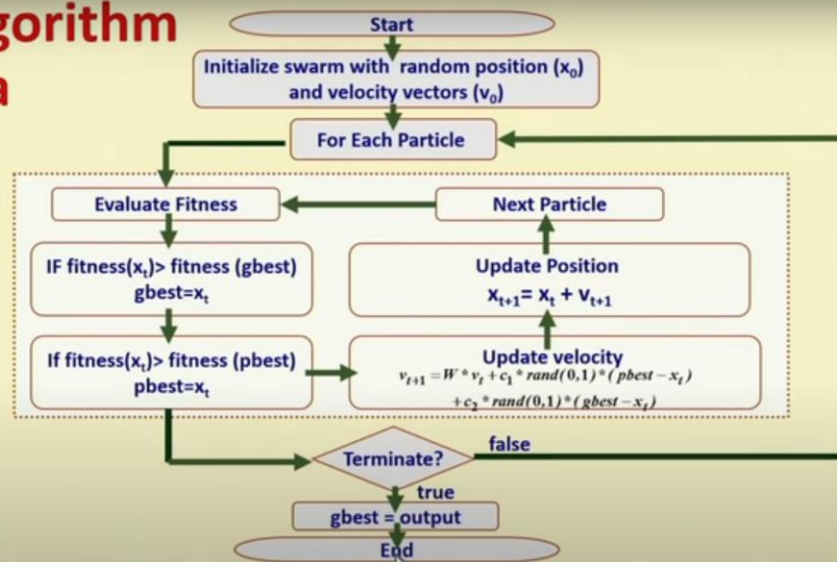 gorithm
Start
Initialize swarm with random position (x₀)
and velocity vectors (v₀)
For Each Particle
Evaluate Fitness
Next Particle
IF fitness(xₜ)> fitness (gbest)
gbest=xₜ
Update Position
xₜ₊₁= xₜ + vₜ₊₁
If fitness(xₜ)> fitness (pbest)
pbest=xₜ
Update velocity
vₜ₊₁ = W * vₜ + c₁ * rand(0,1) * ( pbest − xₜ )
+ c₂ * rand(0,1) * ( gbest − xₜ )
Terminate?
false
true
gbest = output
End